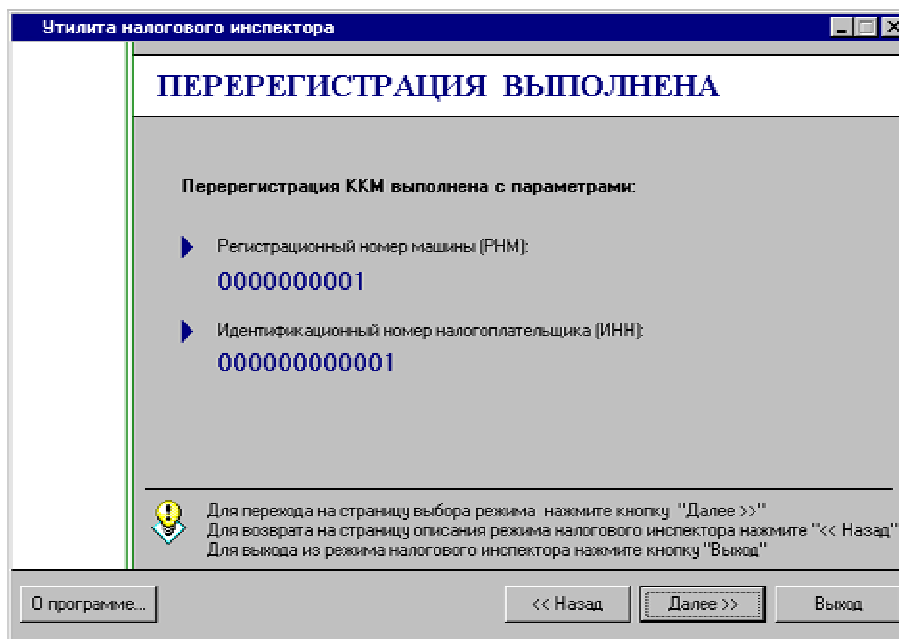 Утилита налогового инспектора
ПЕРЕРЕГИСТРАЦИЯ ВЫПОЛНЕНА
Перерегистрация ККМ выполнена с параметрами:
Регистрационный номер машины (РНМ):
0000000001
Идентификационный номер налогоплательщика (ИНН):
000000000001
Для перехода на страницу выбора режима нажмите кнопку "Далее >>"
Для возврата на страницу описания режима налогового инспектора нажмите "<< Назад"
Для выхода из режима налогового инспектора нажмите кнопку "Выход"
О программе...
<< Назад
Далее >>
Выход